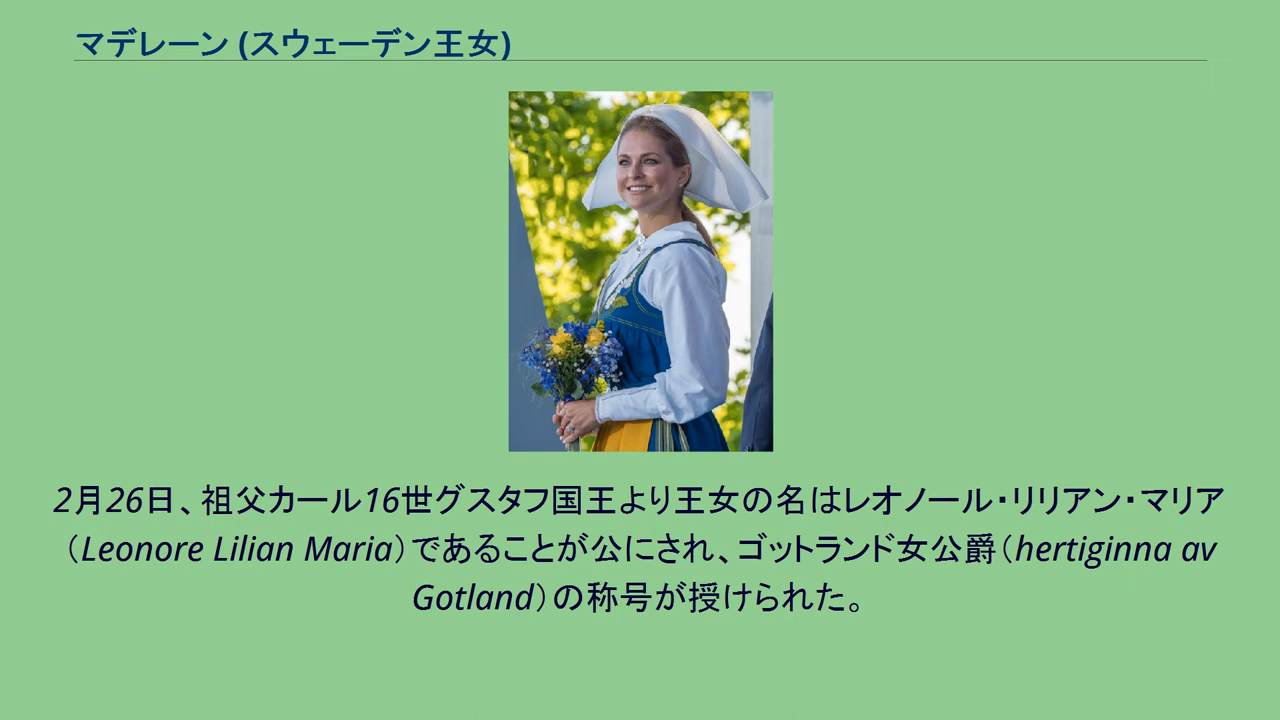 マデレーン (スウェーデン王女)
2月26日、祖父カール16世グスタフ国王より王女の名はレオノール・リリアン・マリア
（Leonore Lilian Maria）であることが公にされ、ゴットランド女公爵（hertiginna av
Gotland）の称号が授けられた。